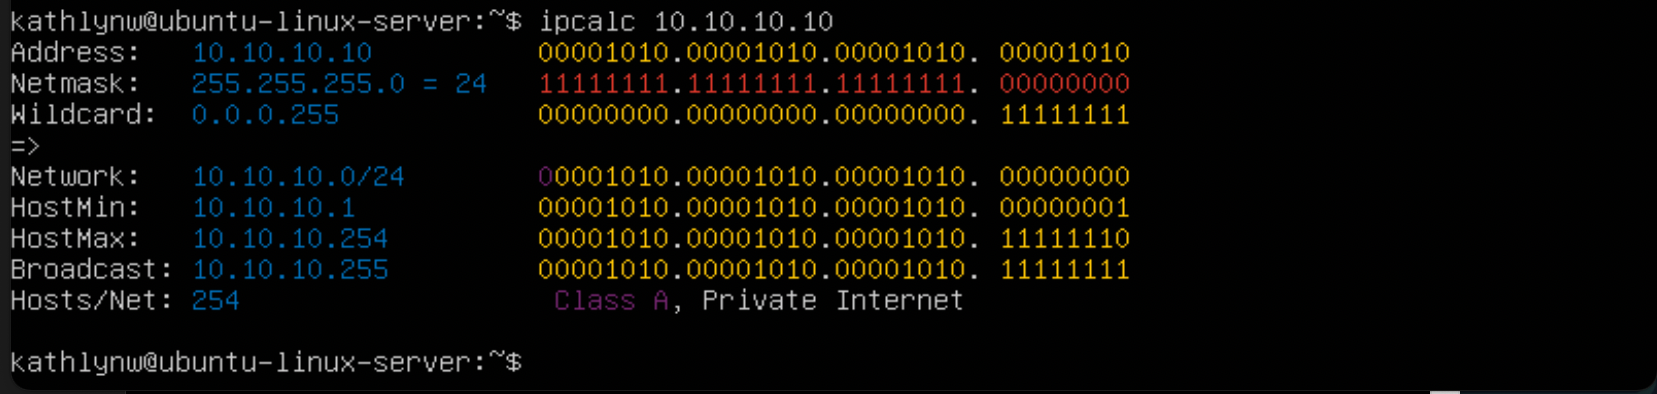 kathlynw@ubuntu-linux-server:~$ ipcalc 10.10.10.10
Address:   10.10.10.10          00001010.00001010.00001010. 00001010
Netmask:   255.255.255.0 = 24   11111111.11111111.11111111. 00000000
Wildcard:  0.0.0.255            00000000.00000000.00000000. 11111111
=>
Network:   10.10.10.0/24        00001010.00001010.00001010. 00000000
HostMin:   10.10.10.1           00001010.00001010.00001010. 00000001
HostMax:   10.10.10.254         00001010.00001010.00001010. 11111110
Broadcast: 10.10.10.255         00001010.00001010.00001010. 11111111
Hosts/Net: 254                   Class A, Private Internet
kathlynw@ubuntu-linux-server:~$